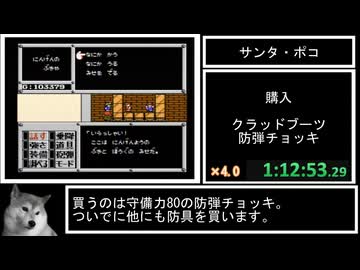 なにか かう
なにか うる
みせを でる
にんげんの
ぶきや
G:103379
話す 乗降
強さ 道具
装備 砲弾
モード
「いらっしゃい!
ここは にんげんようの
ぶきと ぼうぐの みせだ。
サンタ・ポコ
購入
クラッドブーツ
防弾チョッキ
×4.0 1:12:53.29
買うのは守備力80の防弾チョッキ。
ついでに他にも防具を買います。